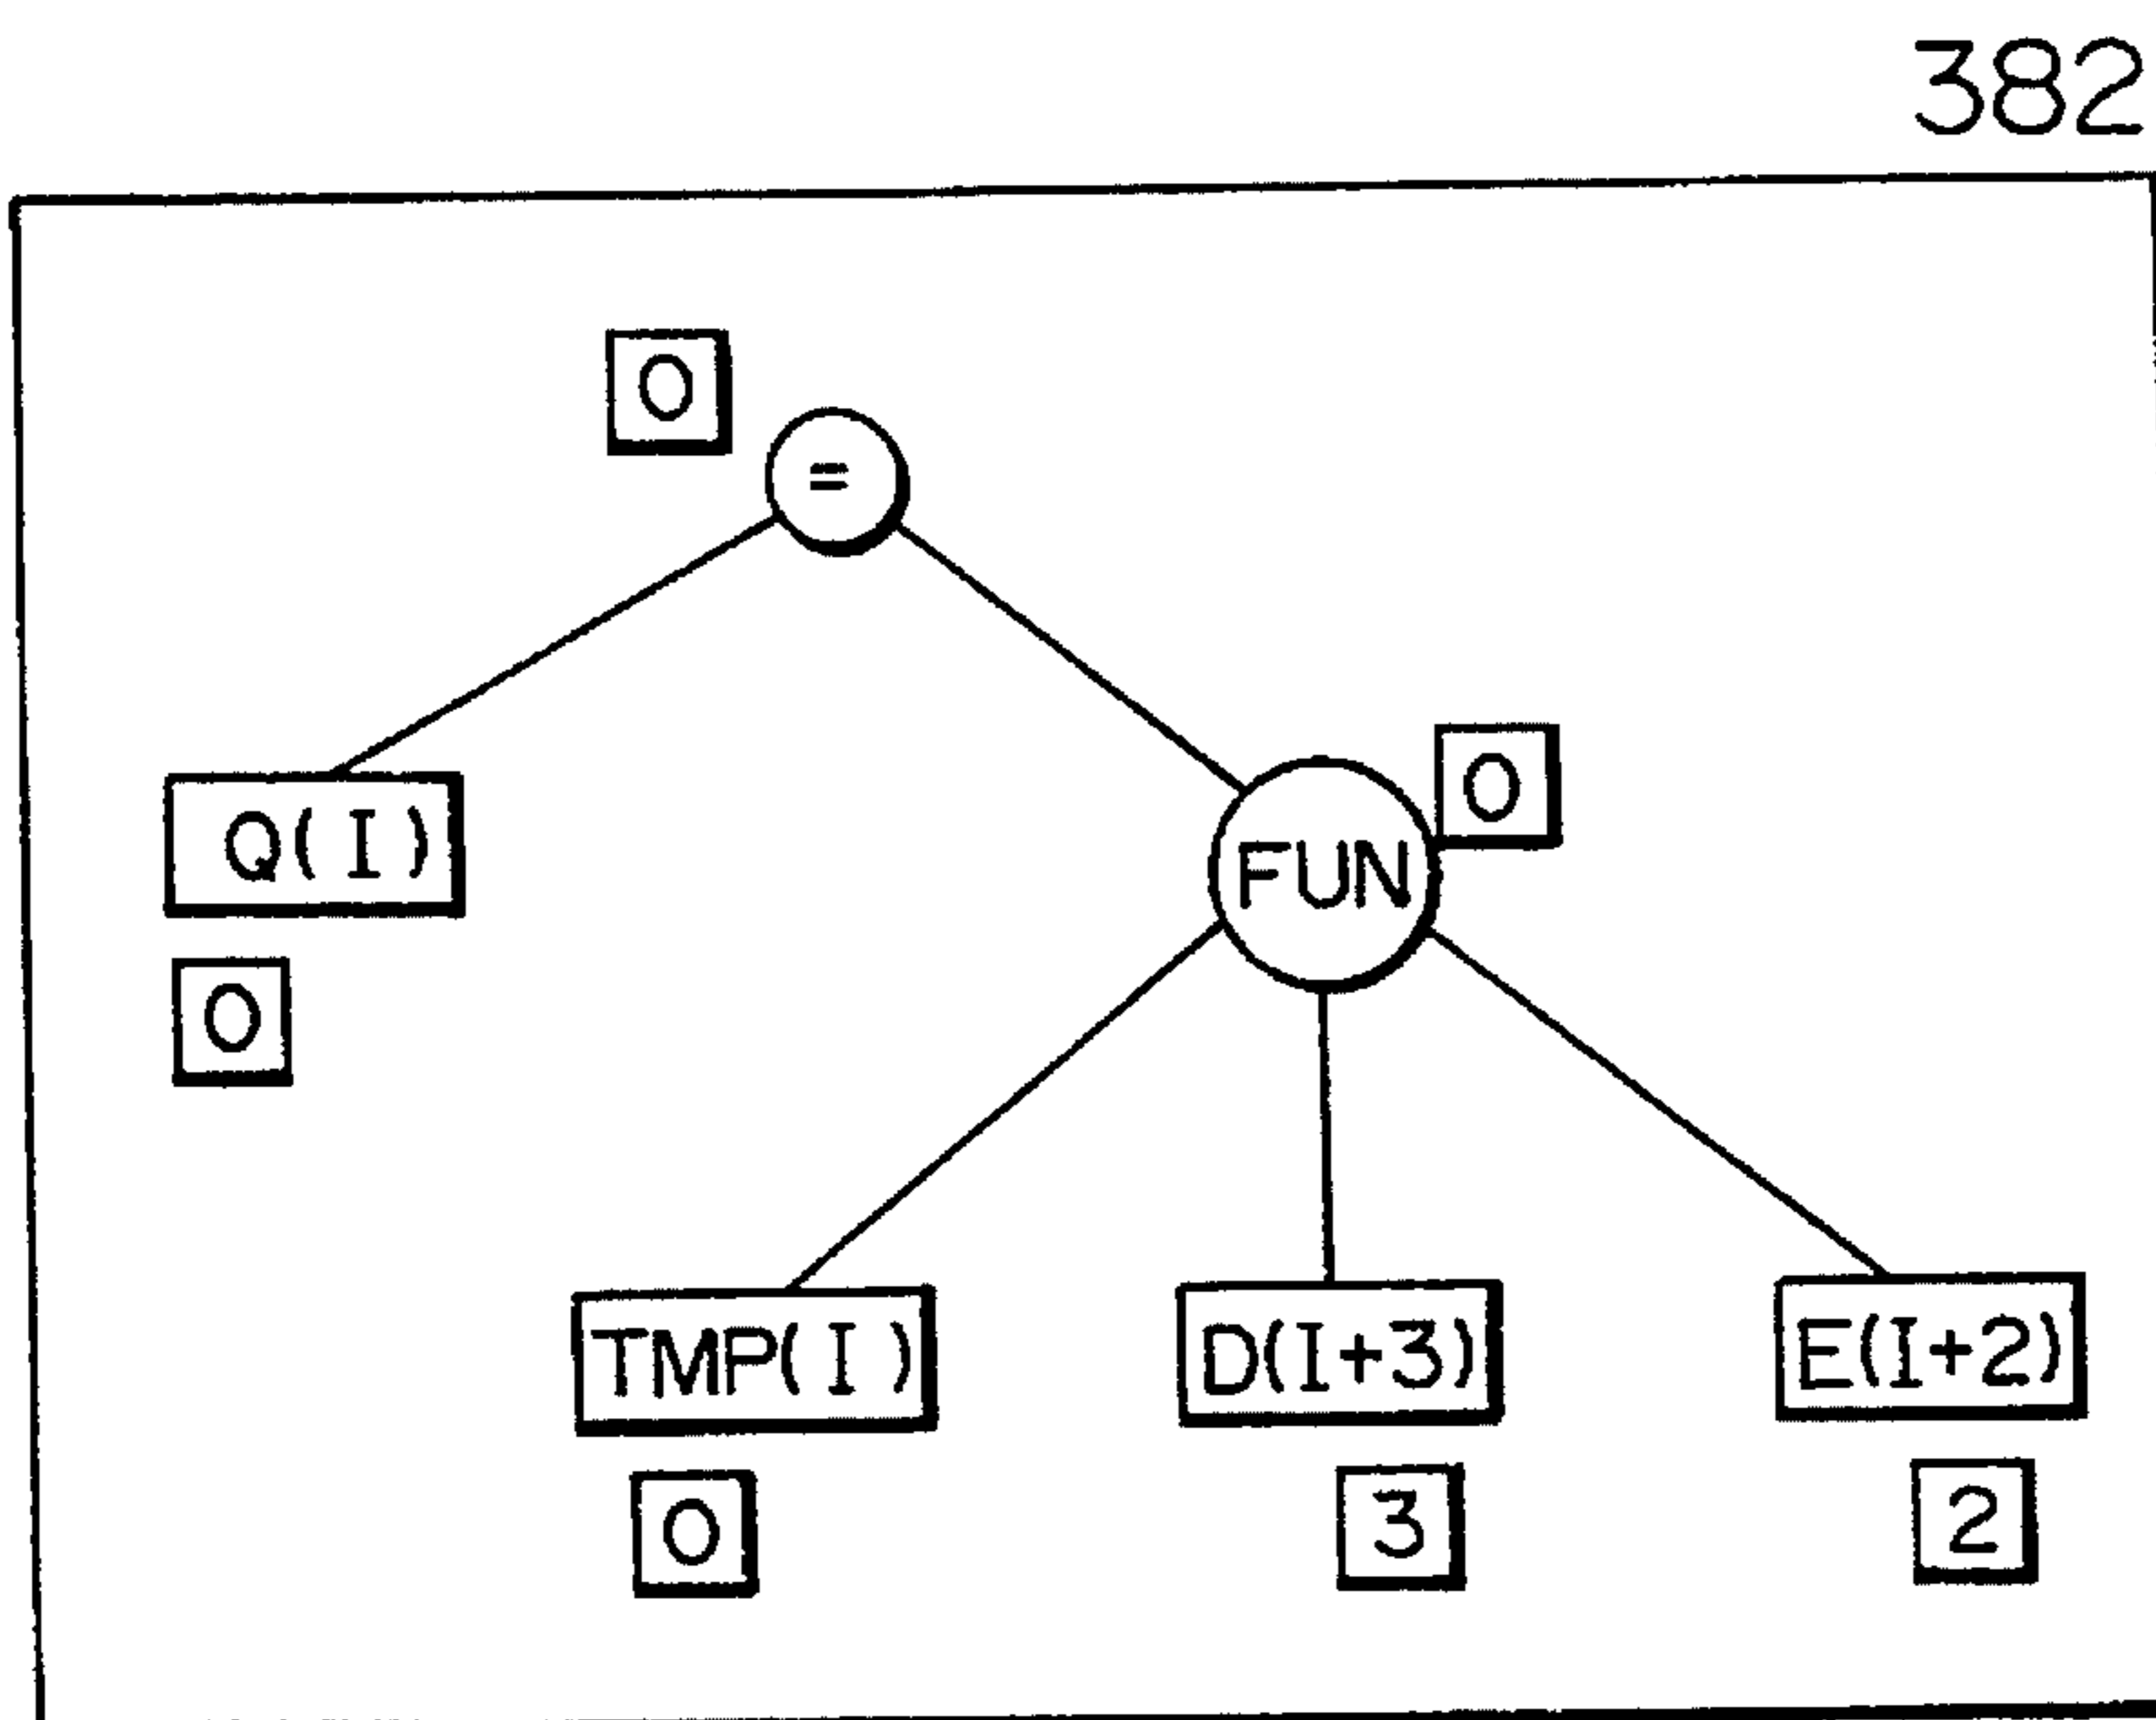 382
0
=
0
Q(I)
FUN
0
TMP(I)
D(I+3)
E(I+2)
0
3
2